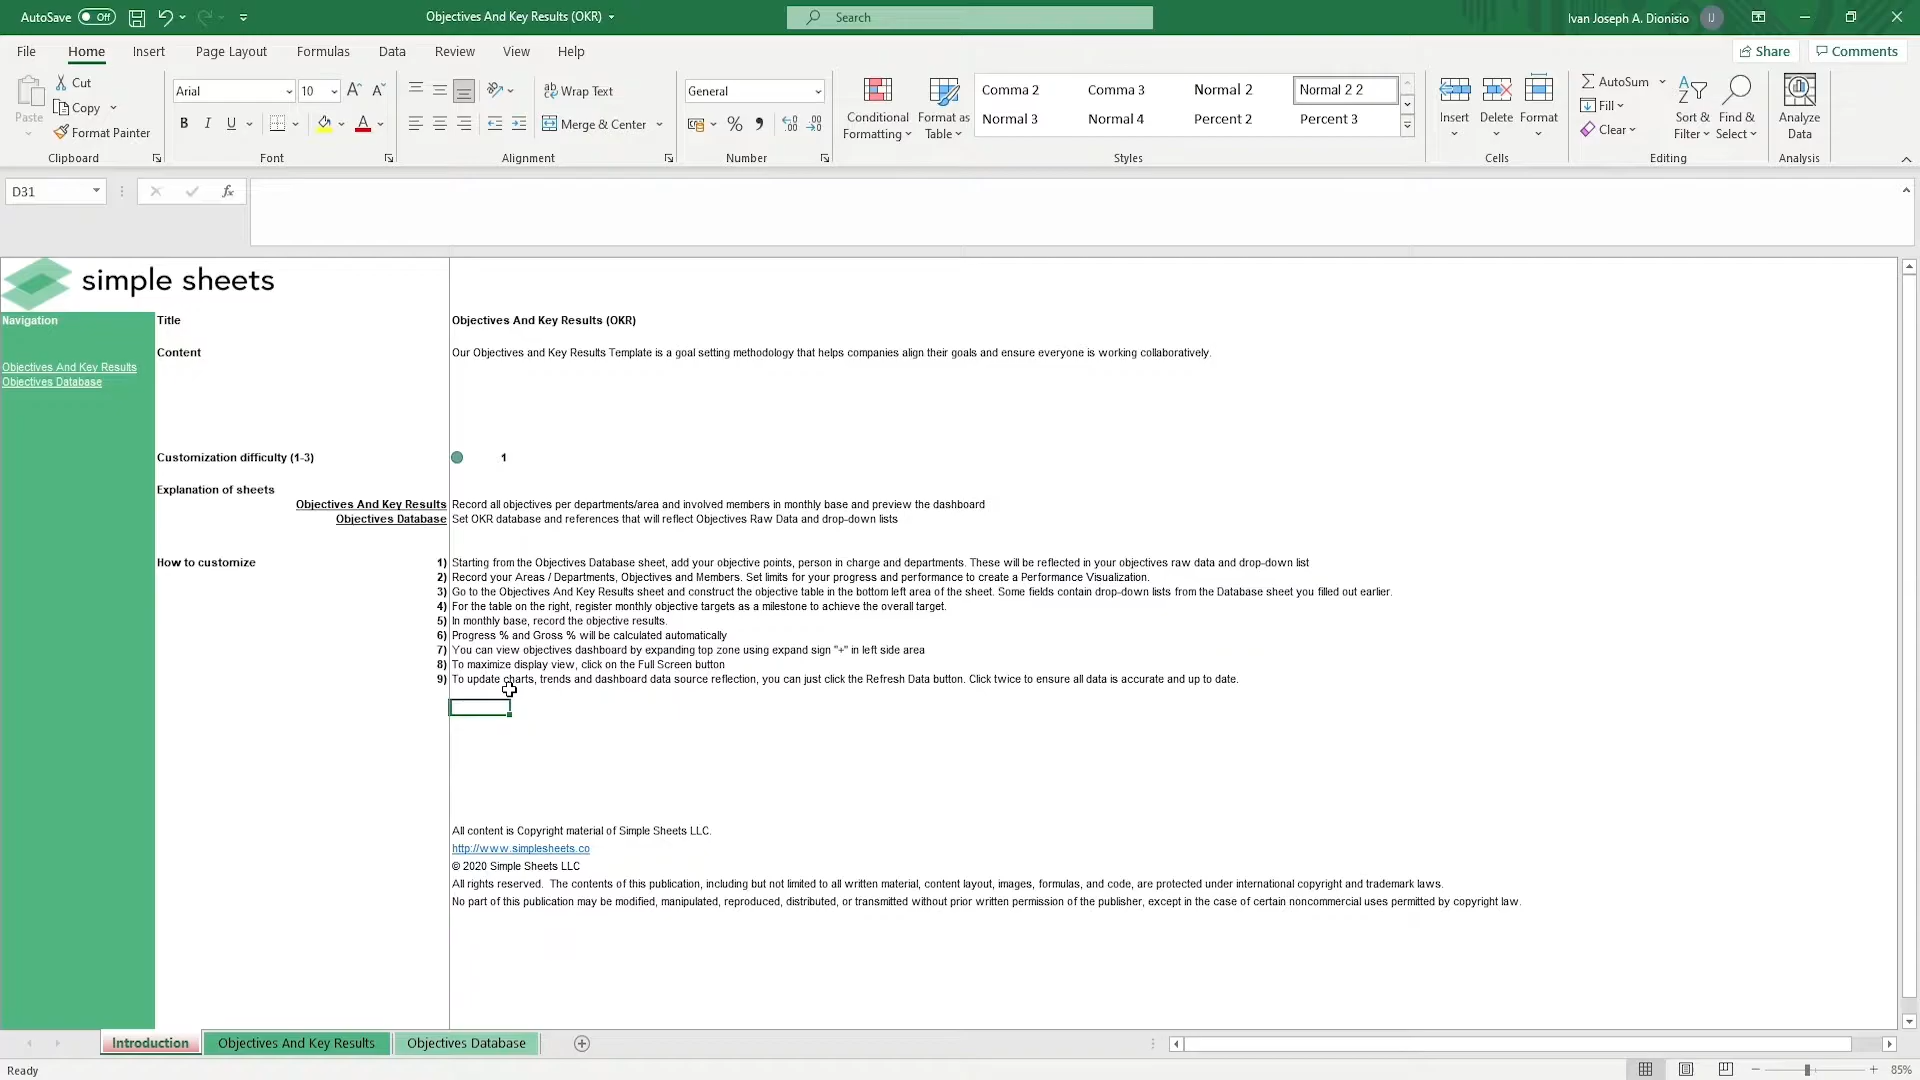 AutoSave Off Objectives And Key Results (OKR) Search Ivan Joseph A. Dionisio IJ
File Home Insert Page Layout Formulas Data Review View Help Share Comments
Paste Cut Copy Format Painter Clipboard
Arial 10 A A B I U A Font
Wrap Text Merge & Center Alignment
General % Number
Conditional Formatting Format as Table
Comma 2 Comma 3 Normal 2 Normal 2 2
Normal 3 Normal 4 Percent 2 Percent 3
Styles
Insert Delete Format Cells
AutoSum Fill Clear Sort & Filter Find & Select Editing
Analyze Data Analysis
D31 fx
simple sheets
Navigation
Objectives And Key Results
Objectives Database
Title Objectives And Key Results (OKR)
Content Our Objectives and Key Results Template is a goal setting methodology that helps companies align their goals and ensure everyone is working collaboratively.
Customization difficulty (1-3) 1
Explanation of sheets
Objectives And Key Results Record all objectives per departments/area and involved members in monthly base and preview the dashboard
Objectives Database Set OKR database and references that will reflect Objectives Raw Data and drop-down lists
How to customize 1) Starting from the Objectives Database sheet, add your objective points, person in charge and departments. These will be reflected in your objectives raw data and drop-down list
2) Record your Areas / Departments, Objectives and Members. Set limits for your progress and performance to create a Performance Visualization.
3) Go to the Objectives And Key Results sheet and construct the objective table in the bottom left area of the sheet. Some fields contain drop-down lists from the Database sheet you filled out earlier.
4) For the table on the right, register monthly objective targets as a milestone to achieve the overall target.
5) In monthly base, record the objective results.
6) Progress % and Gross % will be calculated automatically
7) You can view objectives dashboard by expanding top zone using expand sign "+" in left side area
8) To maximize display view, click on the Full Screen button
9) To update charts, trends and dashboard data source reflection, you can just click the Refresh Data button. Click twice to ensure all data is accurate and up to date.
All content is Copyright material of Simple Sheets LLC.
http://www.simplesheets.co
© 2020 Simple Sheets LLC
All rights reserved.  The contents of this publication, including but not limited to all written material, content layout, images, formulas, and code, are protected under international copyright and trademark laws.
No part of this publication may be modified, manipulated, reproduced, distributed, or transmitted without prior written permission of the publisher, except in the case of certain noncommercial uses permitted by copyright law.
Introduction Objectives And Key Results Objectives Database
Ready 85%